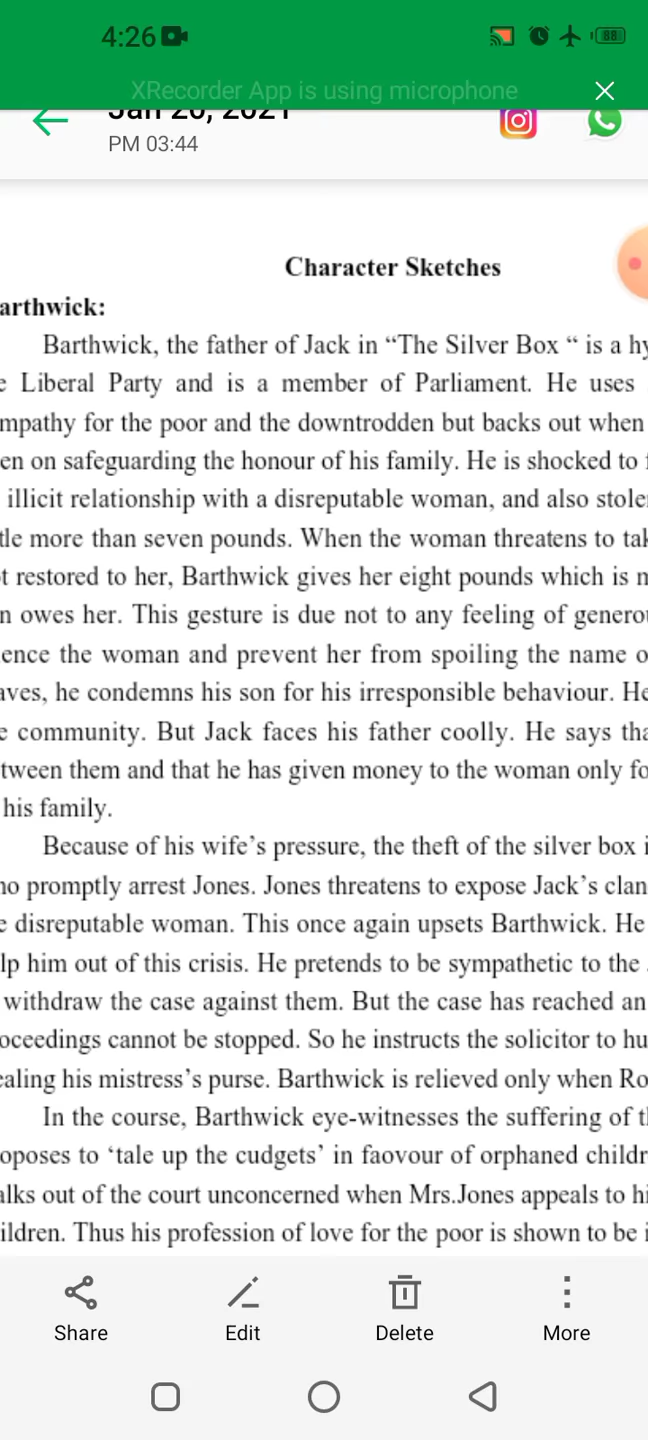 4:26
88
XRecorder App is using microphone
Jan 20, 2021
PM 03:44
Character Sketches
arthwick:
Barthwick, the father of Jack in “The Silver Box “ is a hy
e Liberal Party and is a member of Parliament. He uses
mpathy for the poor and the downtrodden but backs out when
en on safeguarding the honour of his family. He is shocked to f
illicit relationship with a disreputable woman, and also stole
tle more than seven pounds. When the woman threatens to tak
t restored to her, Barthwick gives her eight pounds which is m
n owes her. This gesture is due not to any feeling of genero
ence the woman and prevent her from spoiling the name o
aves, he condemns his son for his irresponsible behaviour. He
e community. But Jack faces his father coolly. He says tha
tween them and that he has given money to the woman only fo
his family.
Because of his wife’s pressure, the theft of the silver box i
ho promptly arrest Jones. Jones threatens to expose Jack’s clan
e disreputable woman. This once again upsets Barthwick. He
lp him out of this crisis. He pretends to be sympathetic to the
withdraw the case against them. But the case has reached an
oceedings cannot be stopped. So he instructs the solicitor to hu
ealing his mistress’s purse. Barthwick is relieved only when Ro
In the course, Barthwick eye-witnesses the suffering of th
oposes to ‘tale up the cudgets’ in faovour of orphaned childr
alks out of the court unconcerned when Mrs.Jones appeals to hi
ildren. Thus his profession of love for the poor is shown to be i
Share
Edit
Delete
More